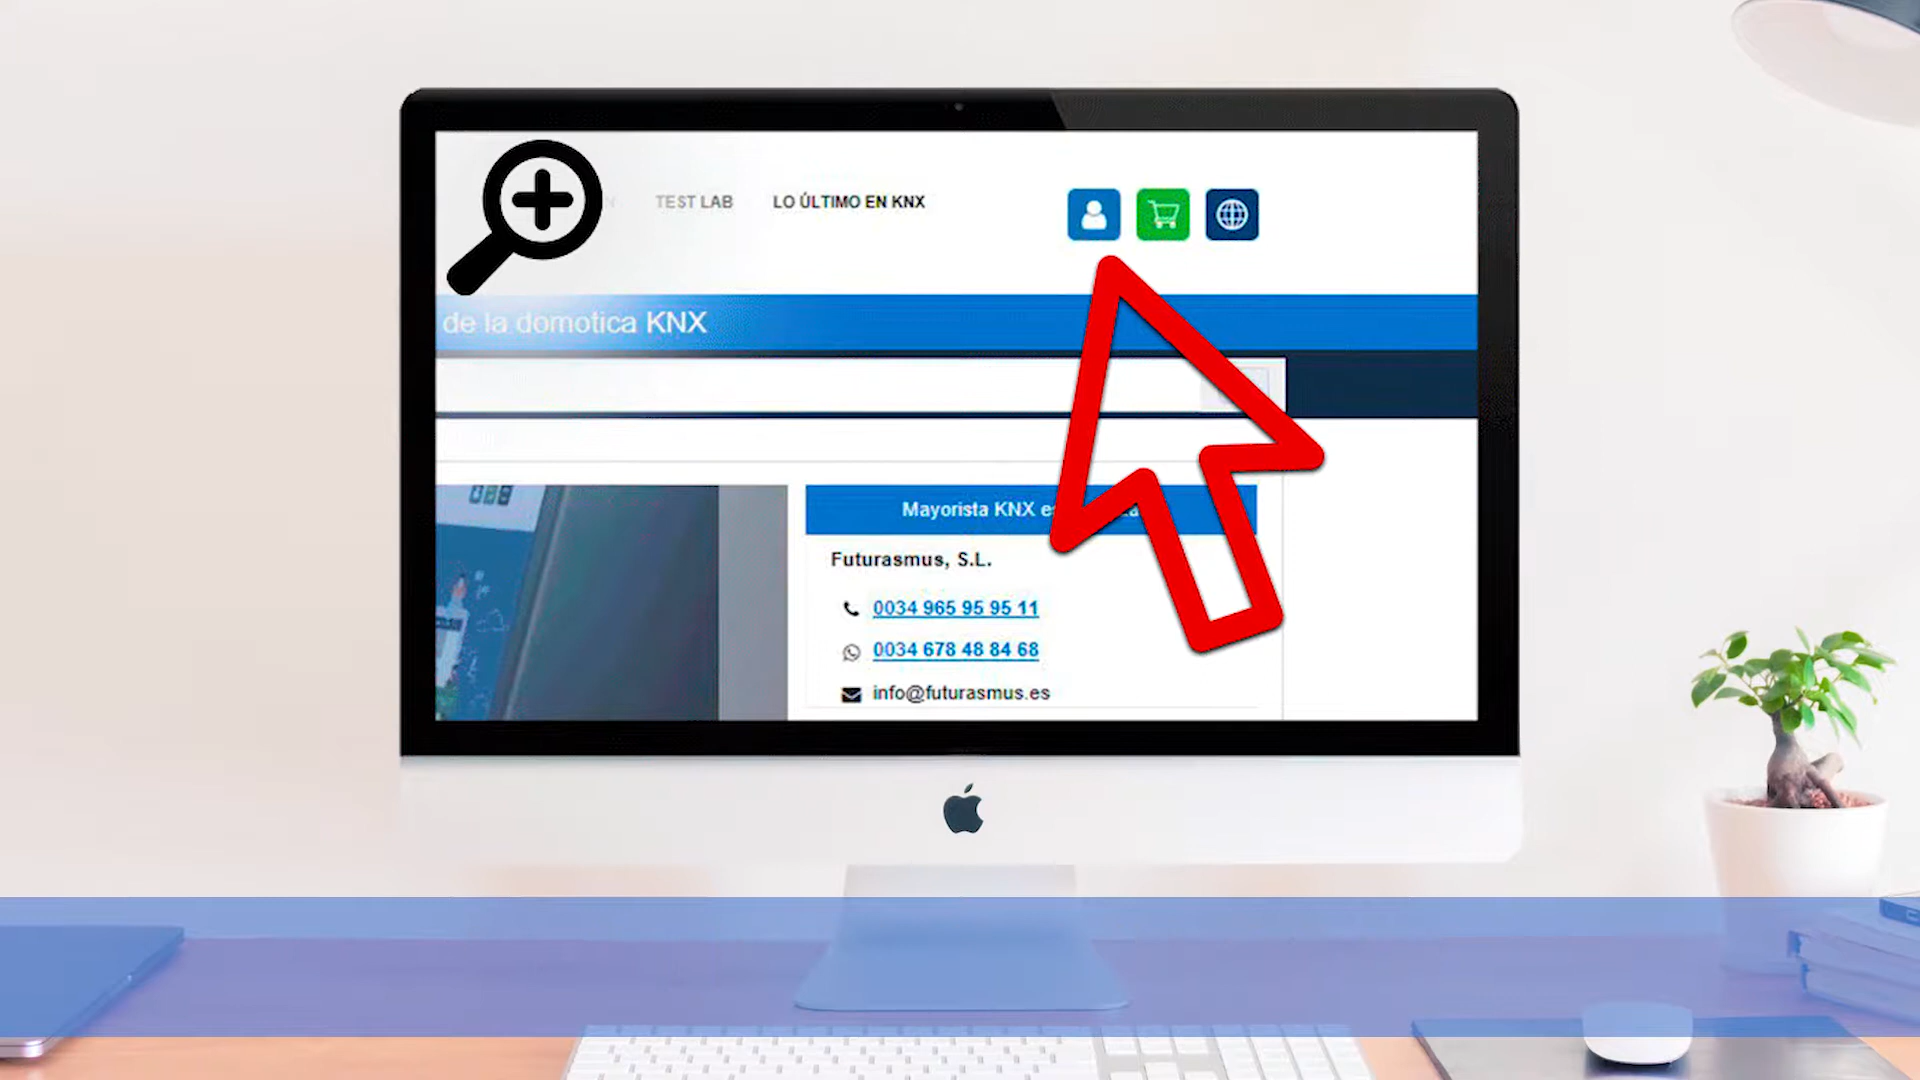 TEST LAB LO ÚLTIMO EN KNX
de la domotica KNX
Mayorista KNX
Futurasmus, S.L.
0034 965 95 95 11
0034 678 48 84 68
info@futurasmus.es